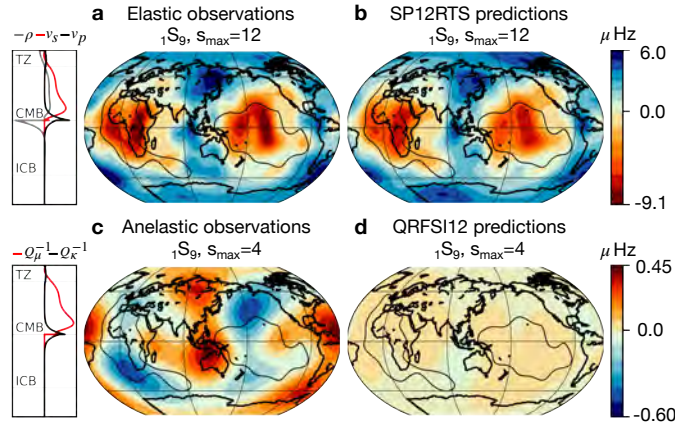 a Elastic observations
₁S₉, sₘₐₓ=12
b SP12RTS predictions
₁S₉, sₘₐₓ=12
−ρ −vₛ −vₚ
TZ
CMB
ICB
μHz
6.0
0.0
-9.1
c Anelastic observations
₁S₉, sₘₐₓ=4
d QRFSI12 predictions
₁S₉, sₘₐₓ=4
−Q_μ⁻¹ −Q_κ⁻¹
TZ
CMB
ICB
μHz
0.45
0.0
-0.60